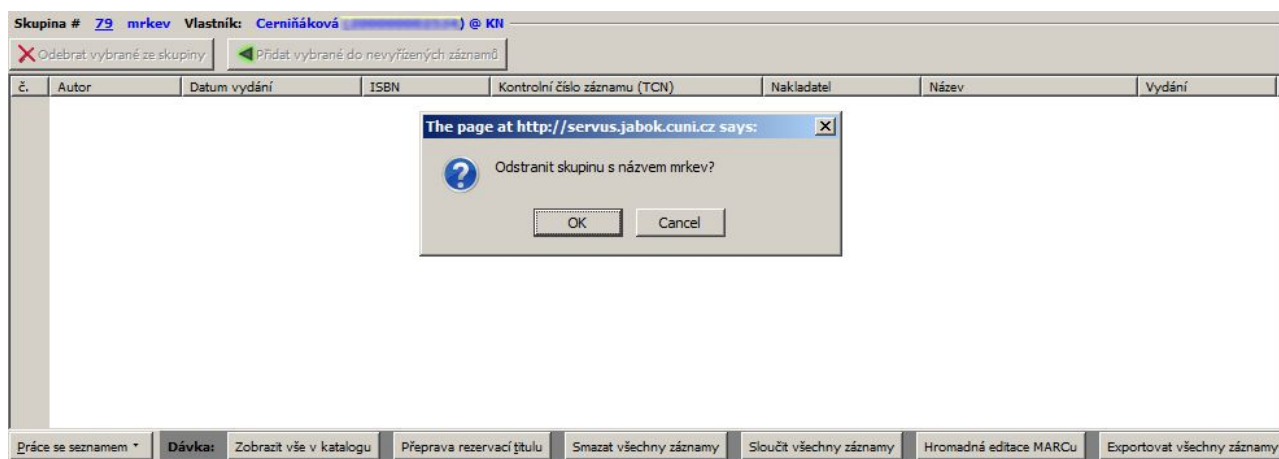 Skupina # 79 mrkev Vlastník: Cerniňáková ) @ KN
Odebrat vybrané ze skupiny Přidat vybrané do nevyřízených záznamů
č. Autor Datum vydání ISBN Kontrolní číslo záznamu (TCN) Nakladatel Název Vydání
The page at http://servus.jabok.cuni.cz says:
Odstranit skupinu s názvem mrkev?
OK Cancel
Práce se seznamem Dávka: Zobrazit vše v katalogu Přeprava rezervací titulu Smazat všechny záznamy Sloučit všechny záznamy Hromadná editace MARCu Exportovat všechny záznamy